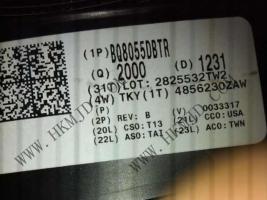 (1P) BQ8055DBTR
(Q) 2000 (D) 1231
(31T) LOT: 2825532TW2
(4W) TKY(1T) 4856230ZAW
(P)
(2P) REV: B (V) 0033317
(20L) CSO: T13 (21L) CCO: USA
(22L) ASO: TAI (23L) ACO: TWN
WWW.HKMJD.COM